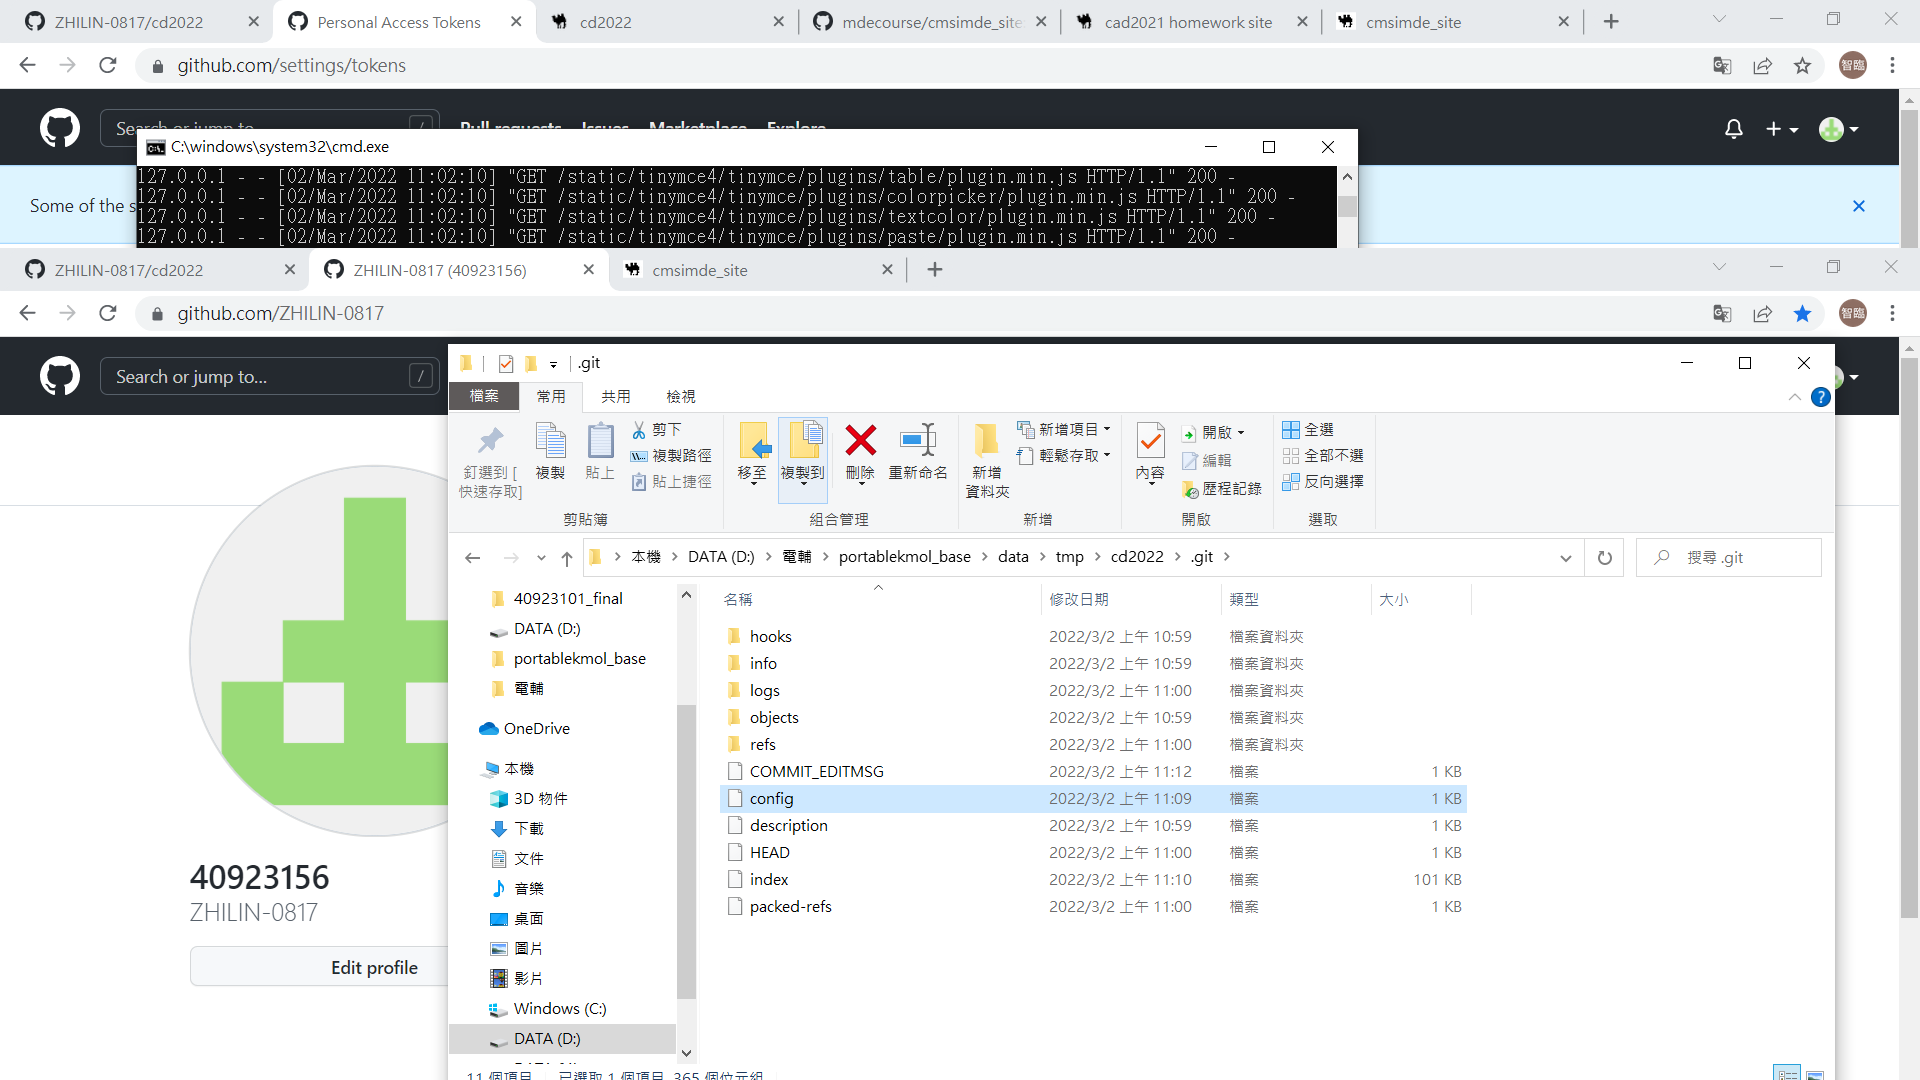 ZHILIN-0817/cd2022
Personal Access Tokens
cd2022
mdecourse/cmsimde_site
cad2021 homework site
cmsimde_site
github.com/settings/tokens
智臨
Search or jump to...
/
Pull requests Issues Marketplace Explore
C:\windows\system32\cmd.exe
127.0.0.1 - - [02/Mar/2022 11:02:10] "GET /static/tinymce4/tinymce/plugins/table/plugin.min.js HTTP/1.1" 200 -
127.0.0.1 - - [02/Mar/2022 11:02:10] "GET /static/tinymce4/tinymce/plugins/colorpicker/plugin.min.js HTTP/1.1" 200 -
127.0.0.1 - - [02/Mar/2022 11:02:10] "GET /static/tinymce4/tinymce/plugins/textcolor/plugin.min.js HTTP/1.1" 200 -
127.0.0.1 - - [02/Mar/2022 11:02:10] "GET /static/tinymce4/tinymce/plugins/paste/plugin.min.js HTTP/1.1" 200 -
Some of the s
ZHILIN-0817/cd2022
ZHILIN-0817 (40923156)
cmsimde_site
github.com/ZHILIN-0817
智臨
Search or jump to...
/
.git
檔案 常用 共用 檢視
釘選到 [快速存取]
複製
貼上
剪下
複製路徑
貼上捷徑
剪貼簿
移至
複製到
刪除
重新命名
組合管理
新增資料夾
新增項目
輕鬆存取
新增
內容
開啟
編輯
歷程記錄
開啟
全選
全部不選
反向選擇
選取
本機 DATA (D:) 電輔 portablekmol_base data tmp cd2022 .git
搜尋 .git
40923101_final
DATA (D:)
portablekmol_base
電輔
OneDrive
本機
3D 物件
下載
文件
音樂
桌面
圖片
影片
Windows (C:)
DATA (D:)
名稱 修改日期 類型 大小
hooks 2022/3/2 上午 10:59 檔案資料夾
info 2022/3/2 上午 10:59 檔案資料夾
logs 2022/3/2 上午 11:00 檔案資料夾
objects 2022/3/2 上午 10:59 檔案資料夾
refs 2022/3/2 上午 11:00 檔案資料夾
COMMIT_EDITMSG 2022/3/2 上午 11:12 檔案 1 KB
config 2022/3/2 上午 11:09 檔案 1 KB
description 2022/3/2 上午 10:59 檔案 1 KB
HEAD 2022/3/2 上午 11:00 檔案 1 KB
index 2022/3/2 上午 11:10 檔案 101 KB
packed-refs 2022/3/2 上午 11:00 檔案 1 KB
11 個項目 已選取 1 個項目 365 個位元組
40923156
ZHILIN-0817
Edit profile